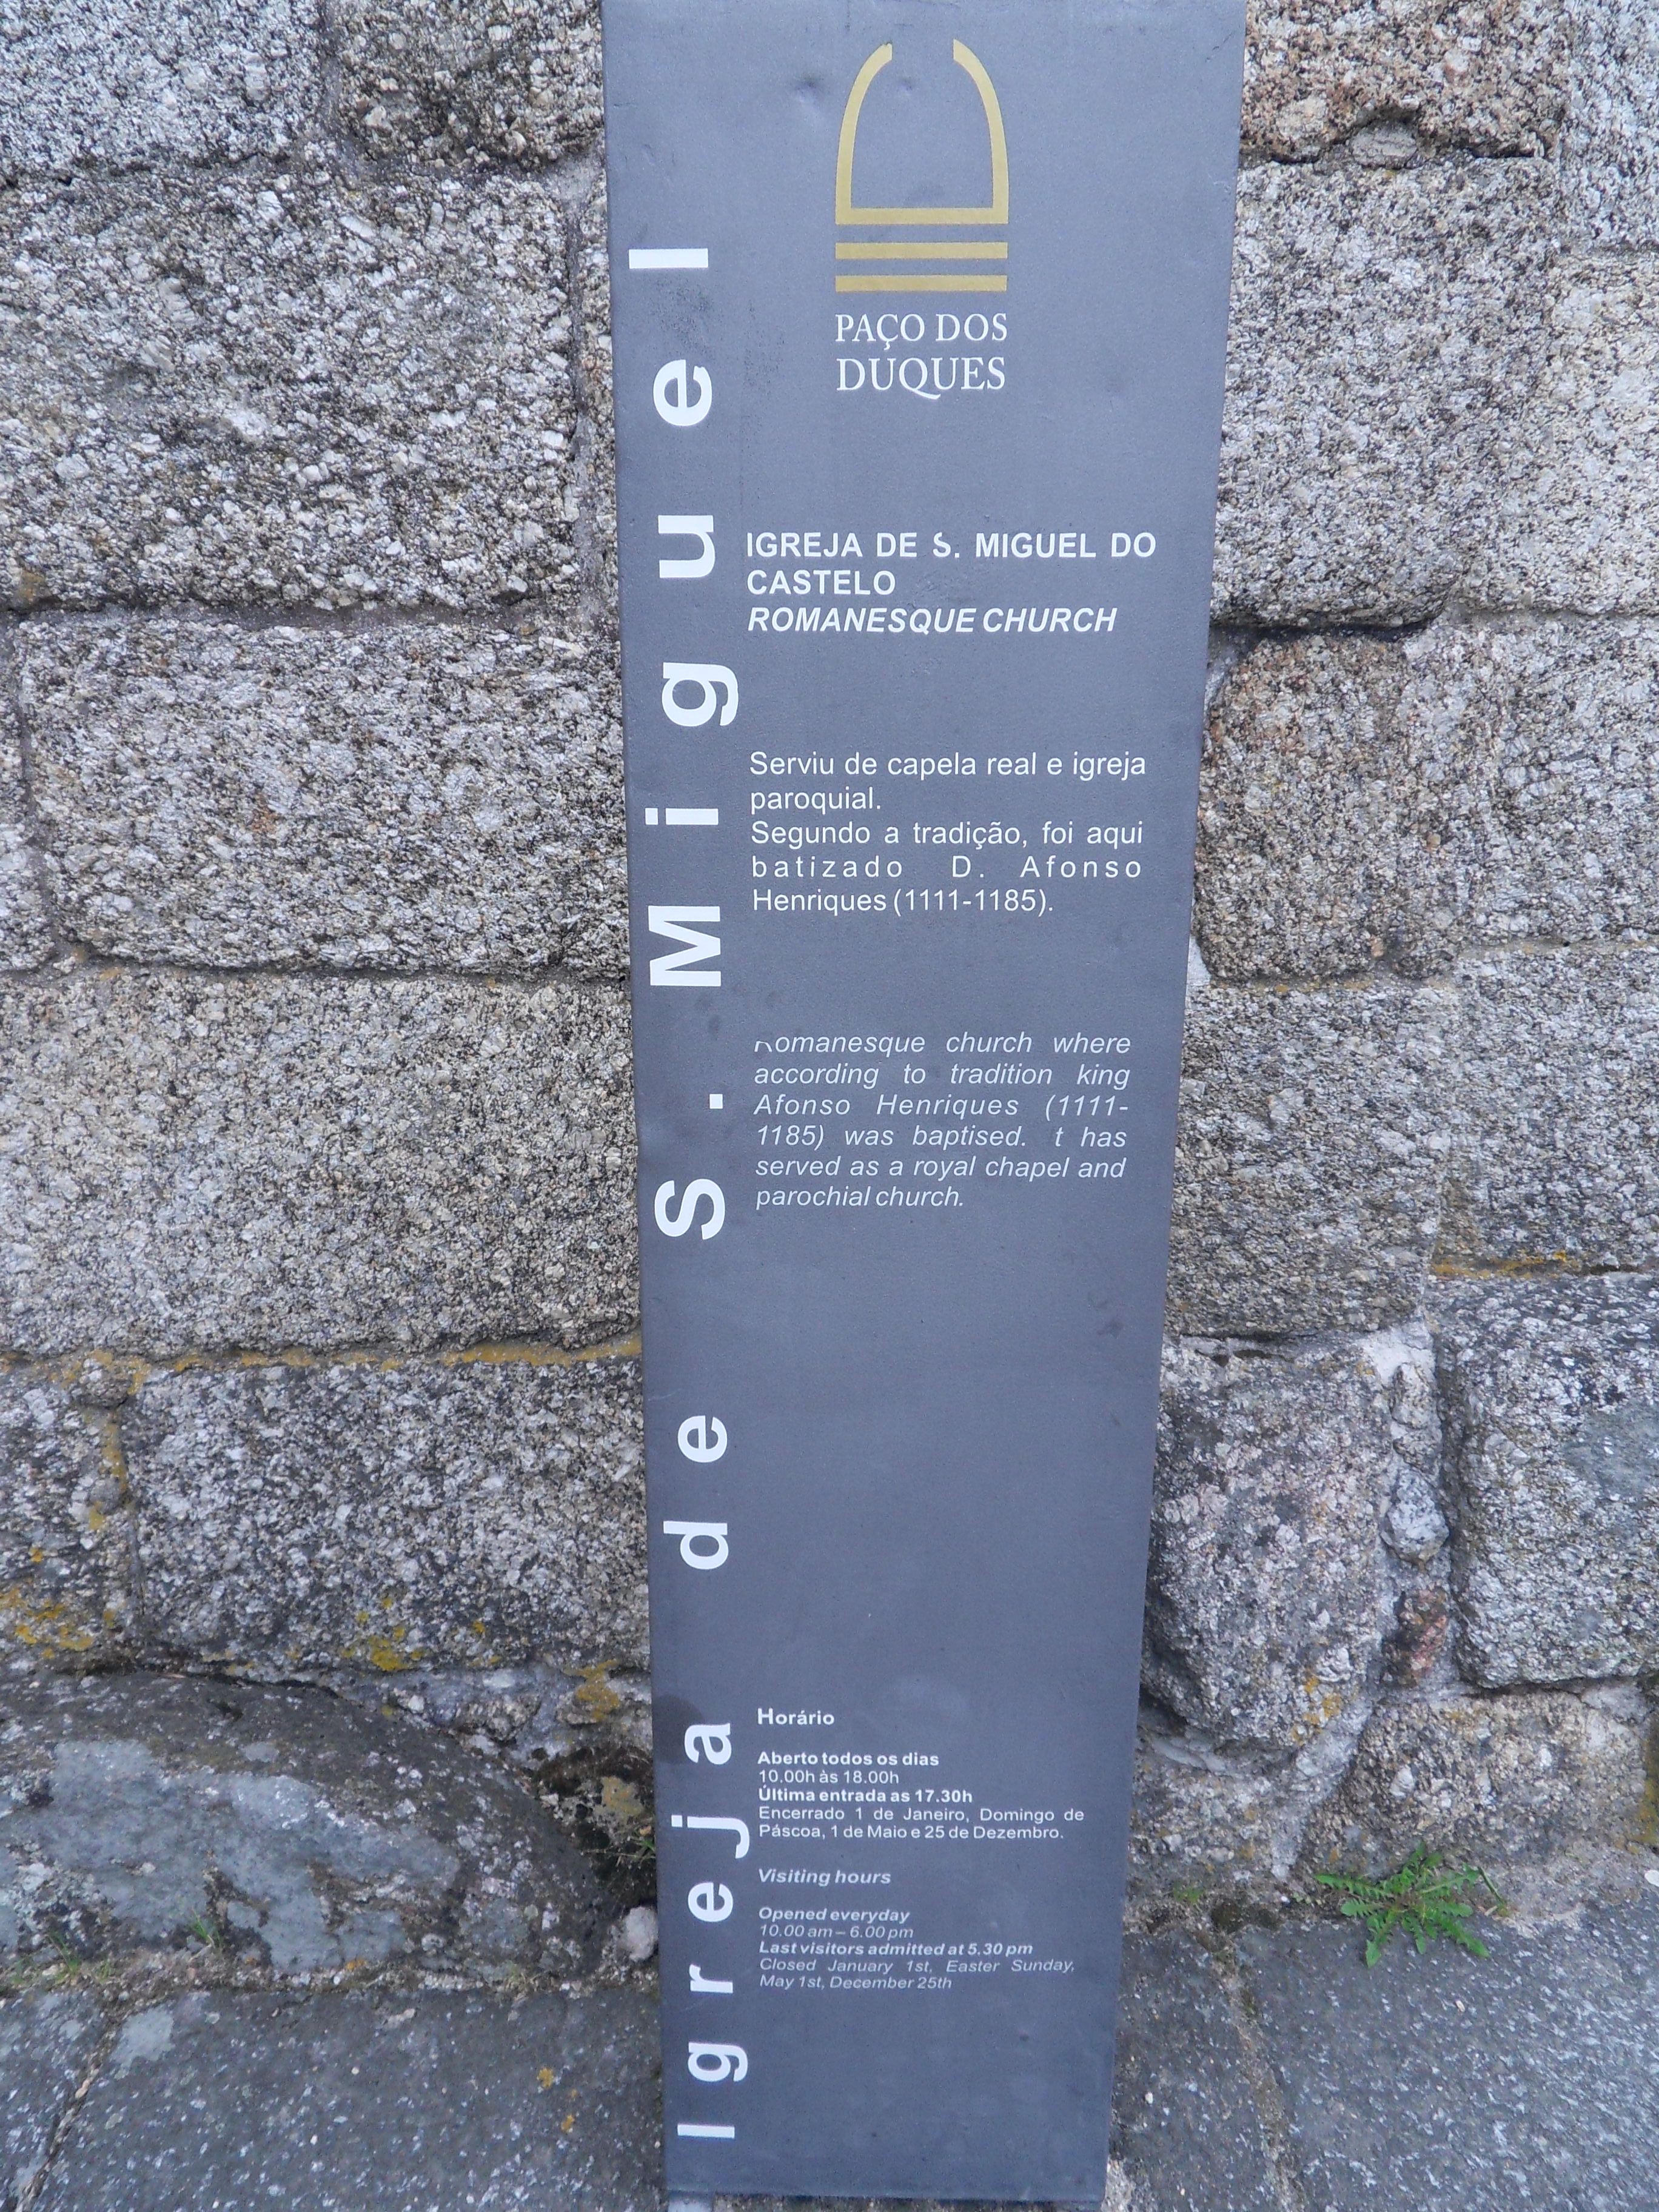 PAÇO DOS
DUQUES
Igreja de S. Miguel
IGREJA DE S. MIGUEL DO
CASTELO
ROMANESQUE CHURCH
Serviu de capela real e igreja
paroquial.
Segundo a tradição, foi aqui
batizado D. Afonso
Henriques (1111-1185).
Romanesque church where
according to tradition king
Afonso Henriques (1111-
1185) was baptised. t has
served as a royal chapel and
parochial church.
Horário
Aberto todos os dias
10.00h às 18.00h
Última entrada as 17.30h
Encerrado 1 de Janeiro, Domingo de
Páscoa, 1 de Maio e 25 de Dezembro.
Visiting hours
Opened everyday
10.00 am – 6.00 pm
Last visitors admitted at 5.30 pm
Closed January 1st, Easter Sunday,
May 1st, December 25th